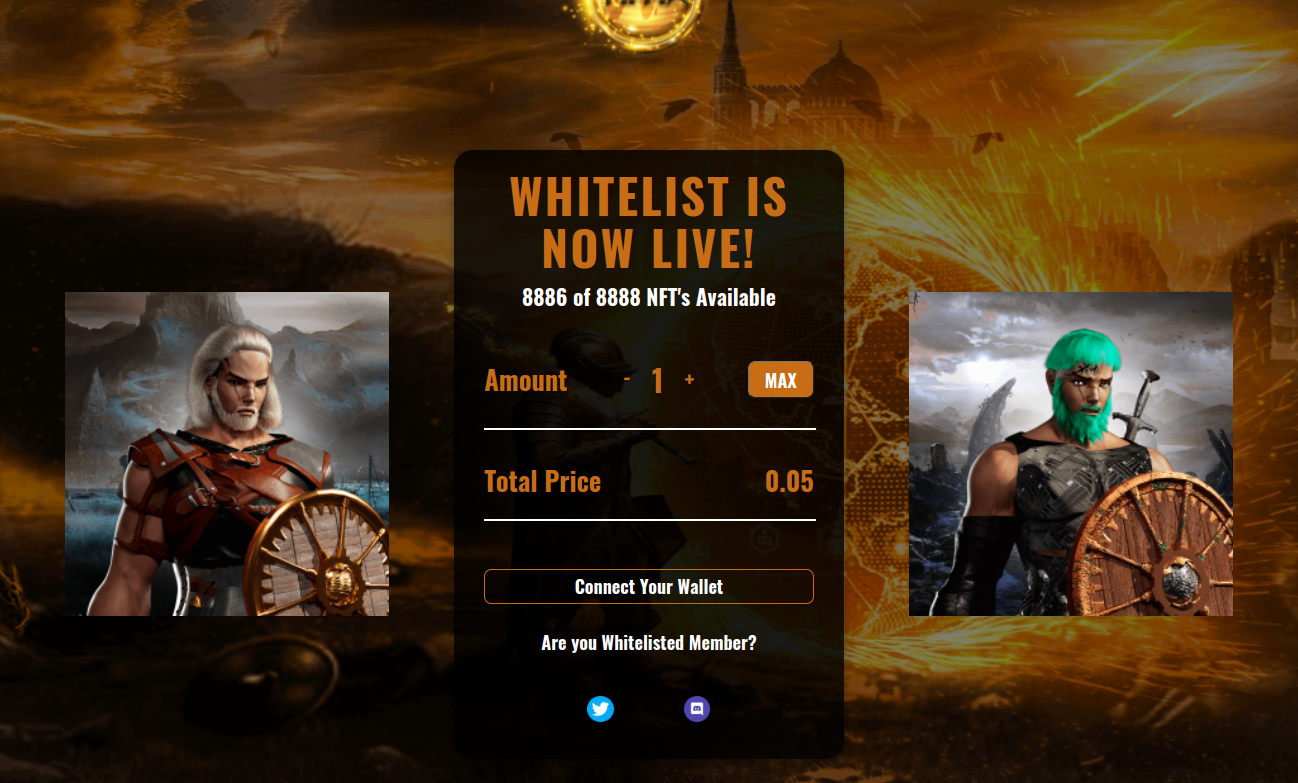 WHITELIST IS
NOW LIVE!
8886 of 8888 NFT's Available
Amount - 1 + MAX
Total Price 0.05
Connect Your Wallet
Are you Whitelisted Member?